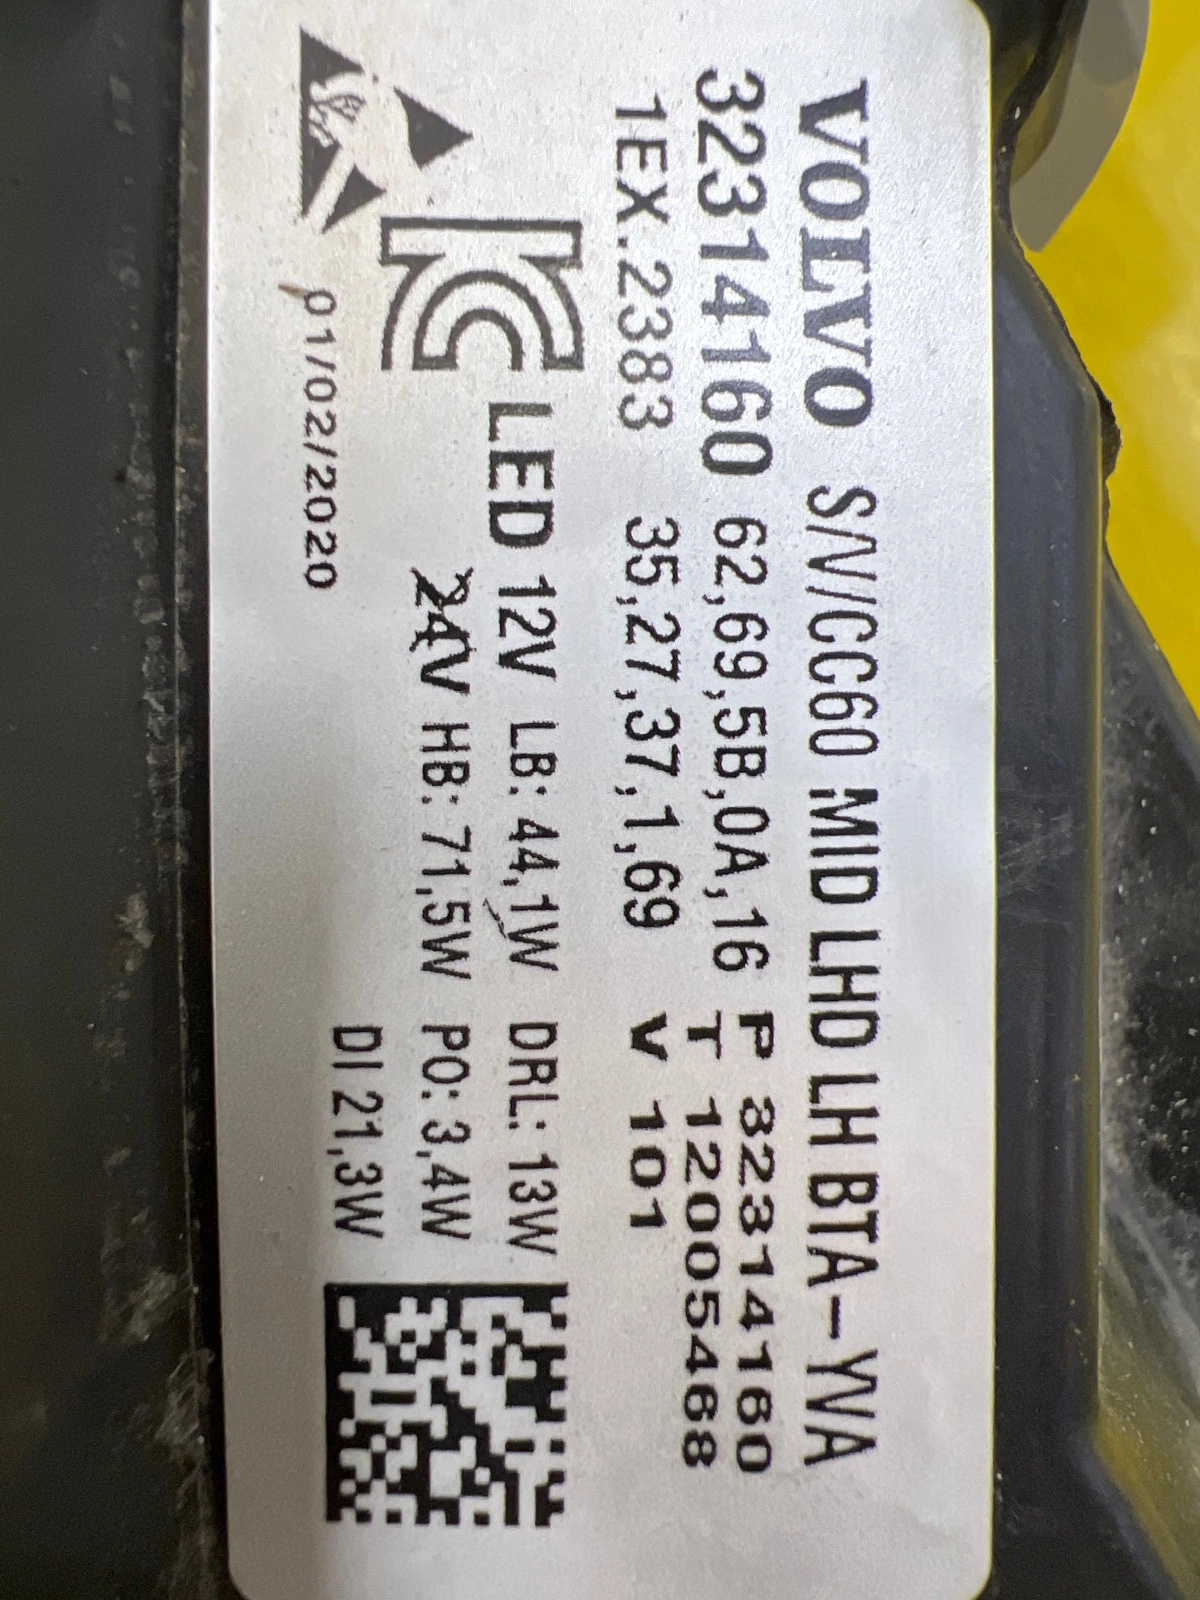 VOLVO S/V/CC60 MID LHD LH BTA-YVA
32314160 62,69,5B,0A,16 P 32314160
T 12005468
1EX.2383 35,27,37,1,69 V 101
LED 12V LB: 44,1W DRL: 13W
24V HB: 71,5W PO: 3,4W
01/02/2020 DI 21,3W